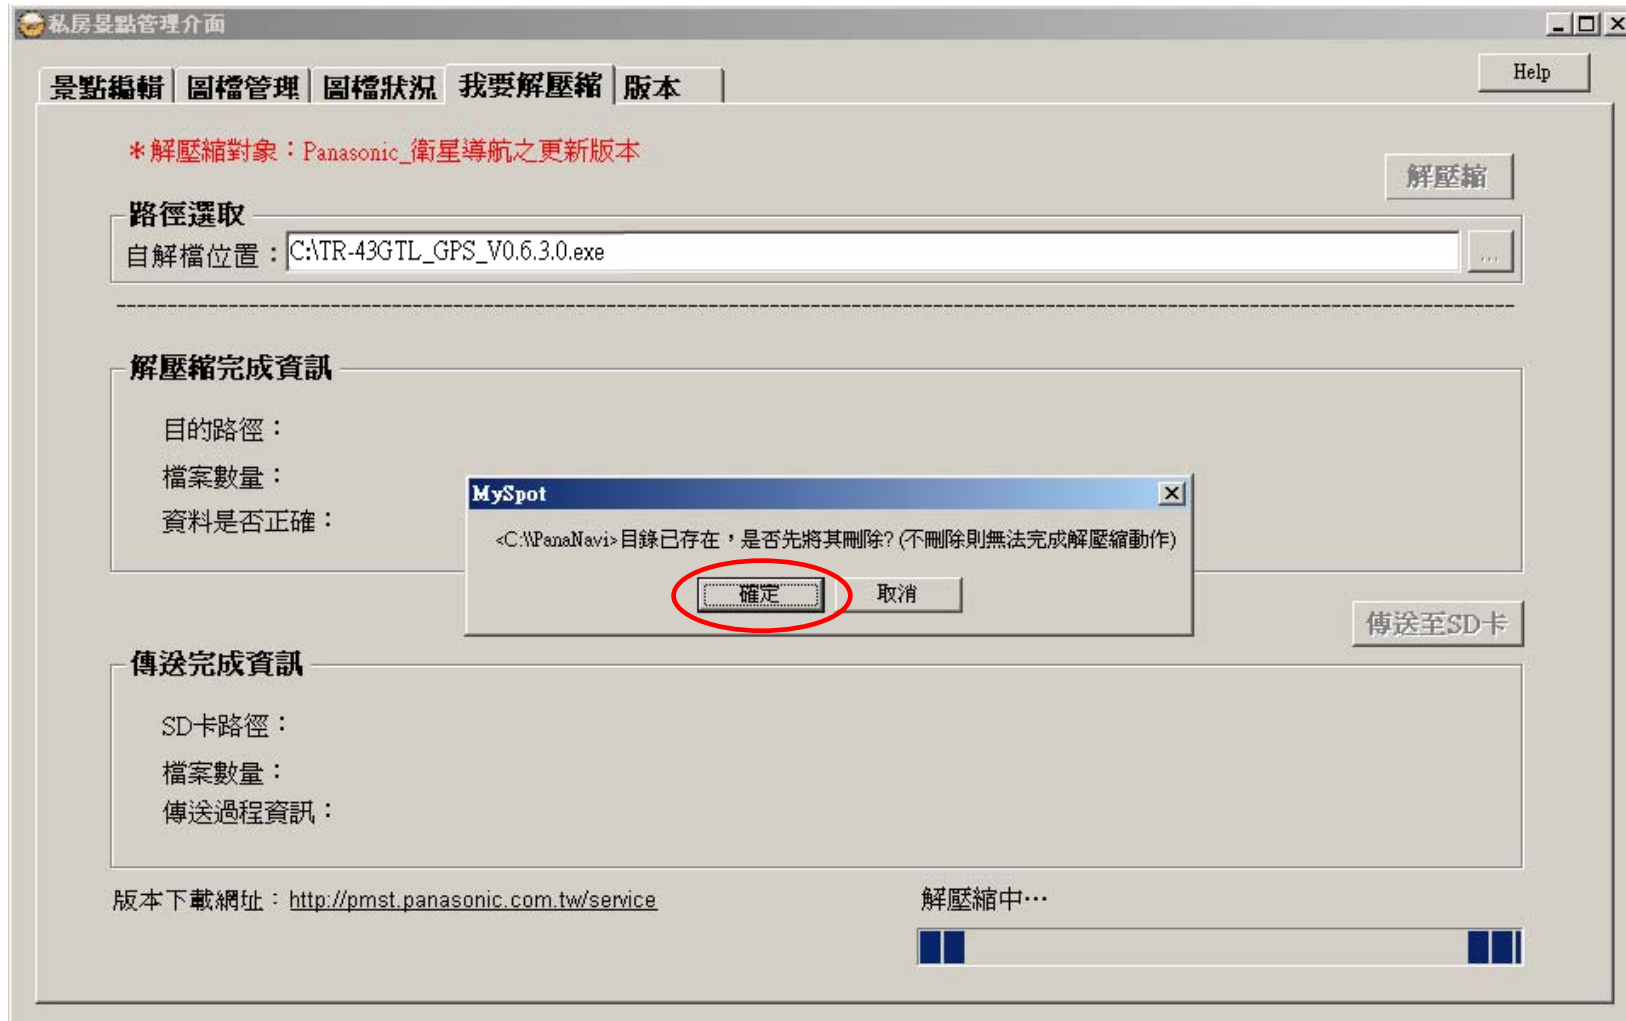 私房景點管理介面
景點編輯 圖檔管理 圖檔狀況 我要解壓縮 版本
Help
*解壓縮對象：Panasonic_衛星導航之更新版本
解壓縮
路徑選取
自解檔位置：C:\TR-43GTL_GPS_V0.6.3.0.exe ...
解壓縮完成資訊
目的路徑：
檔案數量：
資料是否正確：
MySpot
<C:\\PanaNavi>目錄已存在，是否先將其刪除? (不刪除則無法完成解壓縮動作)
確定 取消
傳送至SD卡
傳送完成資訊
SD卡路徑：
檔案數量：
傳送過程資訊：
版本下載網址：http://pmst.panasonic.com.tw/service
解壓縮中…